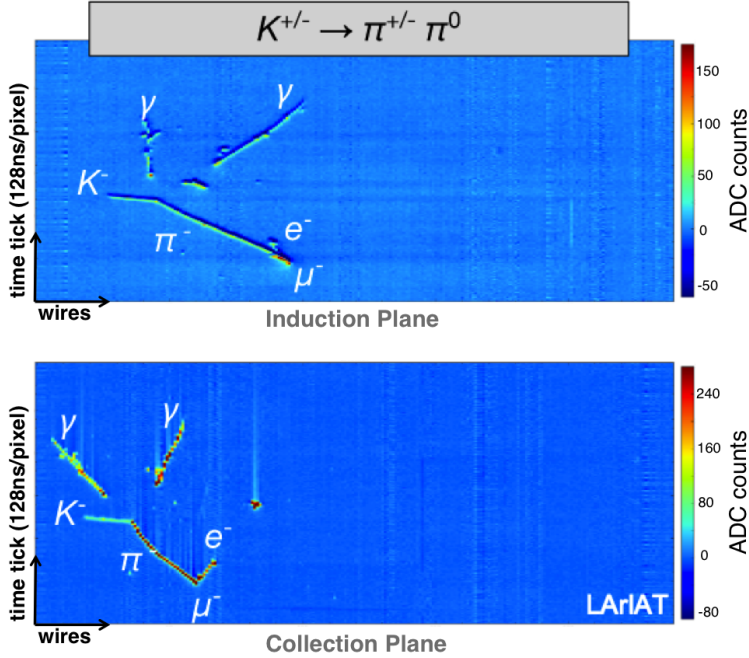 K+/- → π+/- π0
γ
γ
K-
π-
e-
μ-
150
100
50
0
-50
ADC counts
time tick (128ns/pixel)
wires
Induction Plane
γ
γ
K-
π
e-
μ-
240
160
80
0
-80
ADC counts
time tick (128ns/pixel)
LArIAT
wires
Collection Plane